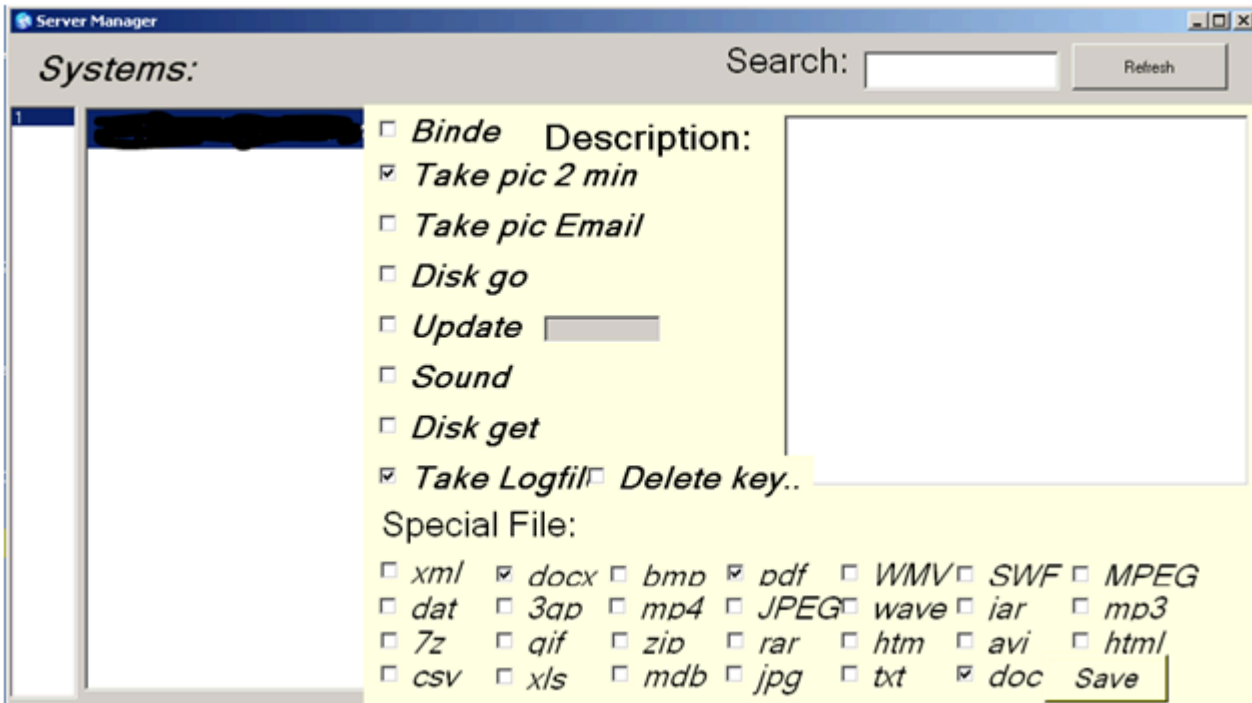 Server Manager
Systems:
Search:
Refresh
1
Binde
Description:
Take pic 2 min
Take pic Email
Disk go
Update
Sound
Disk get
Take Logfil
Delete key..
Special File:
xml docx bmp pdf WMV SWF MPEG
dat 3gp mp4 JPEG wave jar mp3
7z gif zip rar htm avi html
csv xls mdb jpg txt doc Save